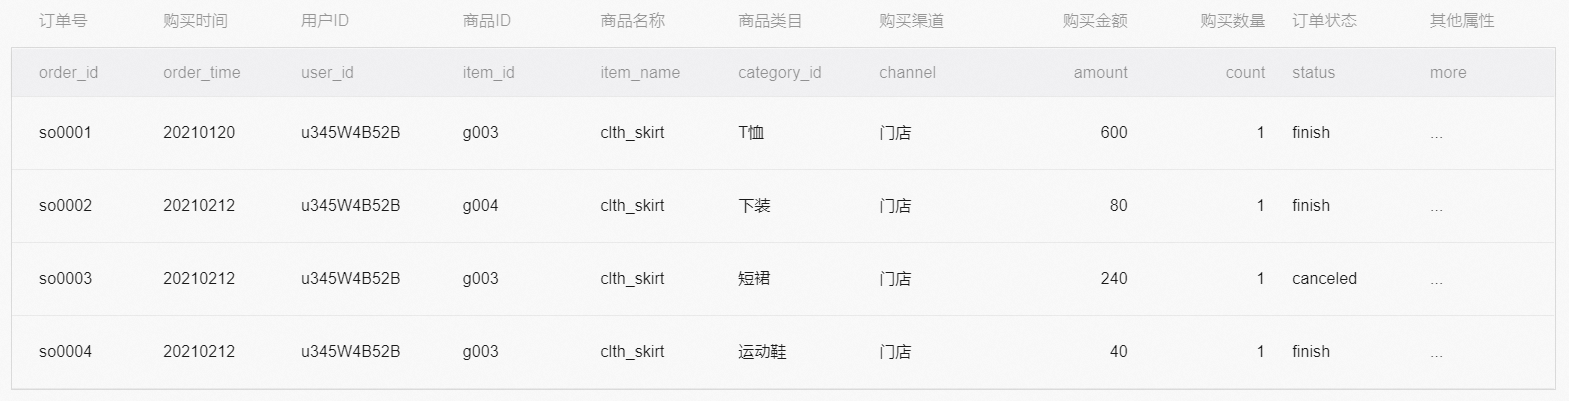 订单号 购买时间 用户ID 商品ID 商品名称 商品类目 购买渠道 购买金额 购买数量 订单状态 其他属性
order_id order_time user_id item_id item_name category_id channel amount count status more
so0001 20210120 u345W4B52B g003 clth_skirt T恤 门店 600 1 finish ...
so0002 20210212 u345W4B52B g004 clth_skirt 下装 门店 80 1 finish ...
so0003 20210212 u345W4B52B g003 clth_skirt 短裙 门店 240 1 canceled ...
so0004 20210212 u345W4B52B g003 clth_skirt 运动鞋 门店 40 1 finish ...